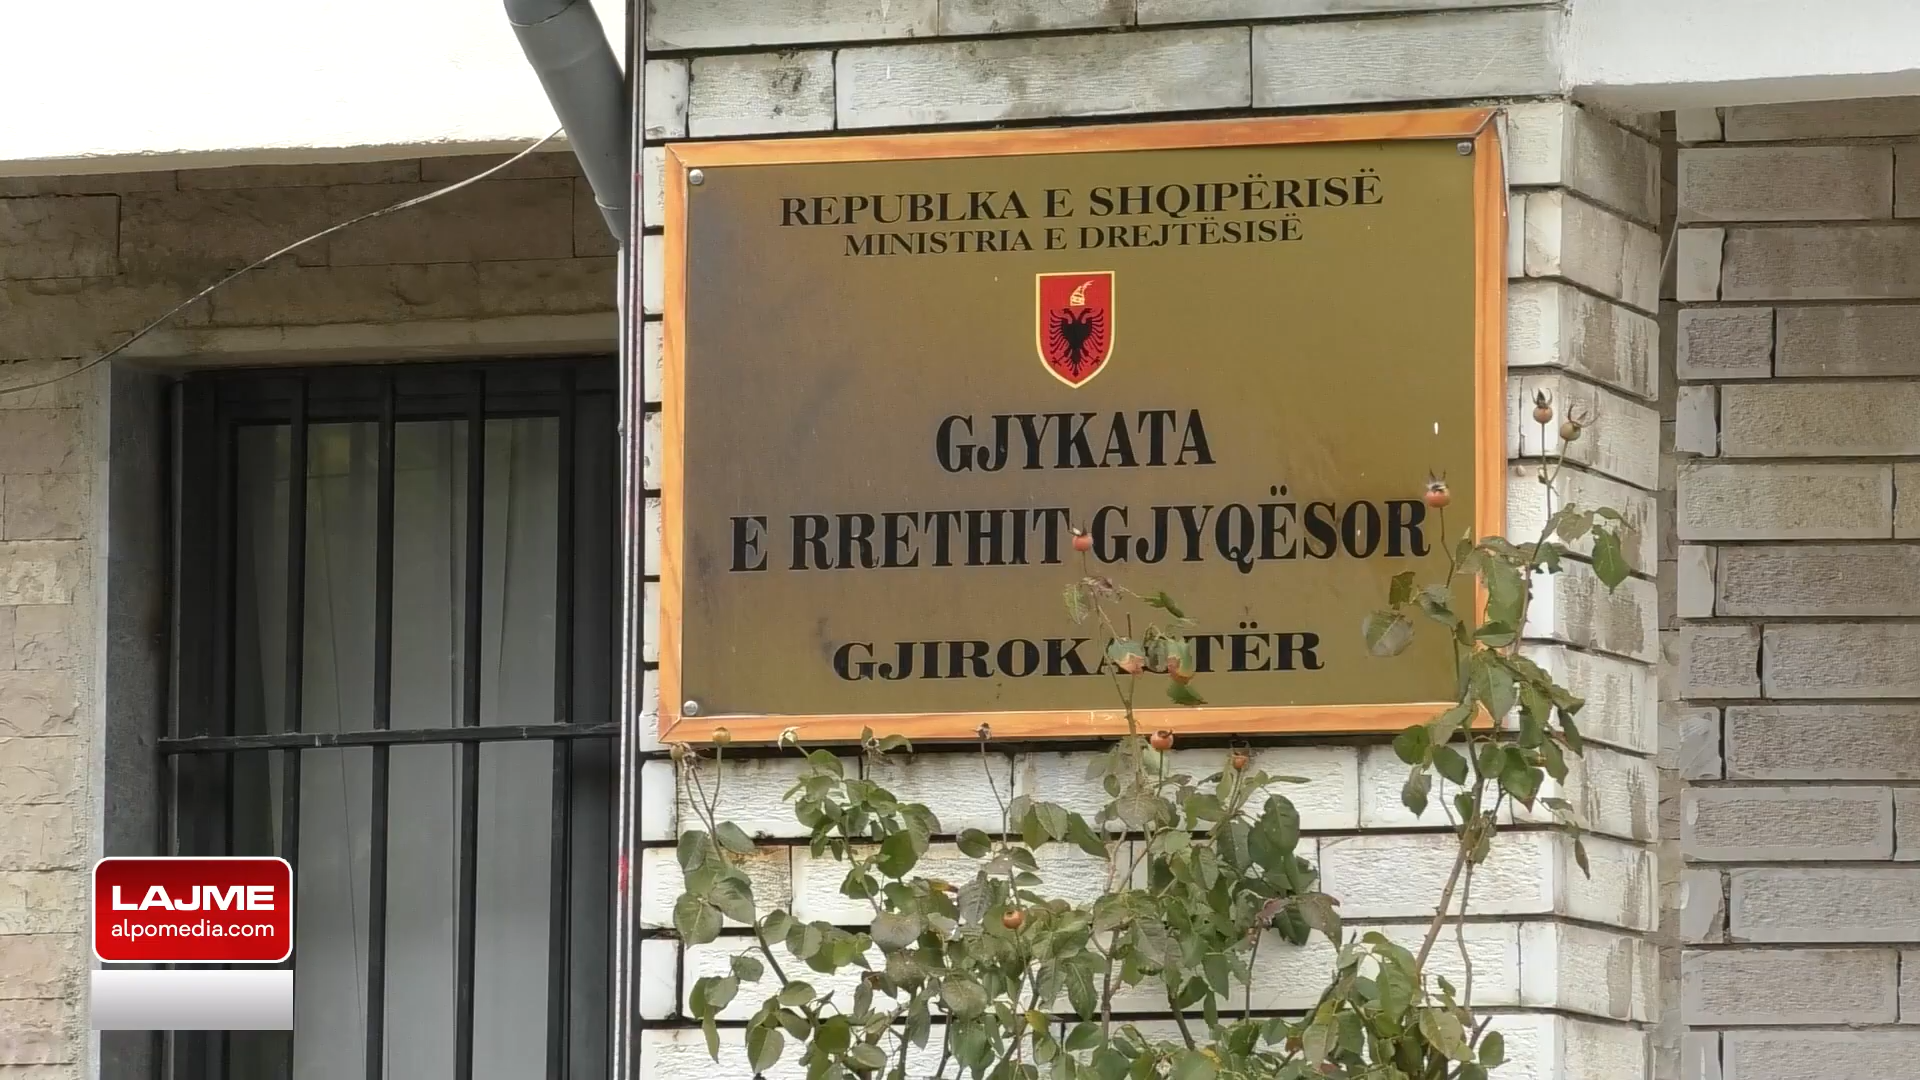 REPUBLKA E SHQIPËRISË
MINISTRIA E DREJTËSISË
GJYKATA
E RRETHIT GJYQËSOR
GJIROKASTËR
LAJME
alpomedia.com